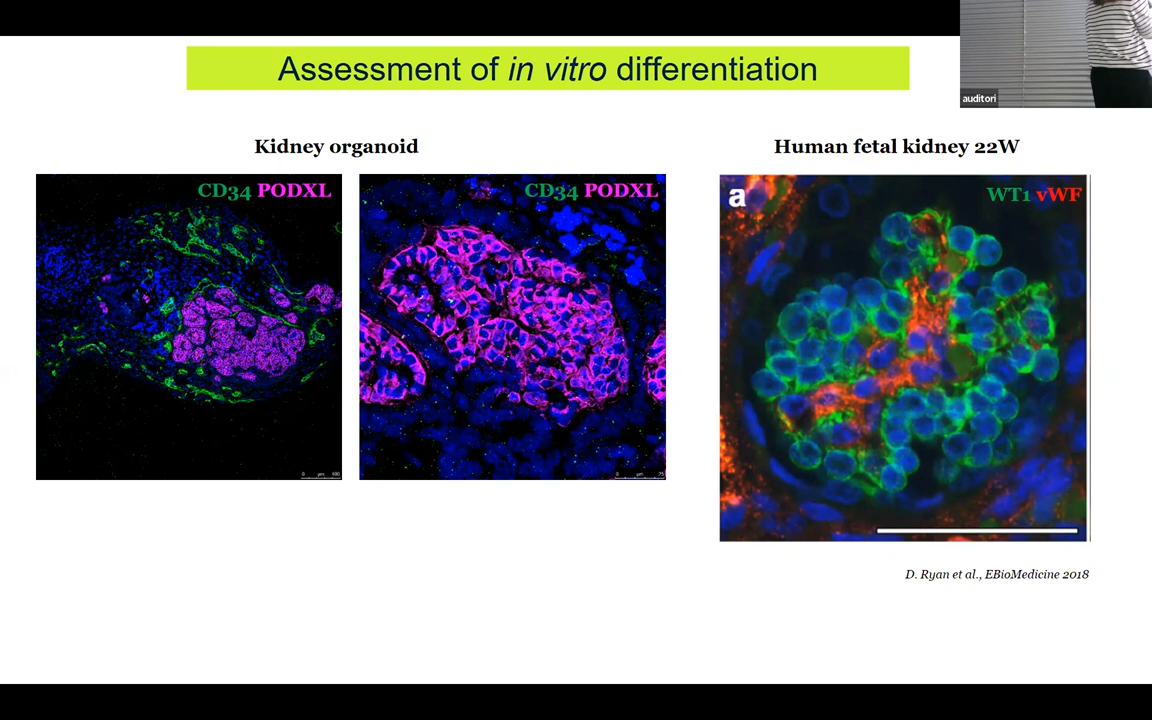 auditori
Assessment of in vitro differentiation
Kidney organoid
Human fetal kidney 22W
CD34 PODXL
CD34 PODXL
a
WT1 vWF
D. Ryan et al., EBioMedicine 2018